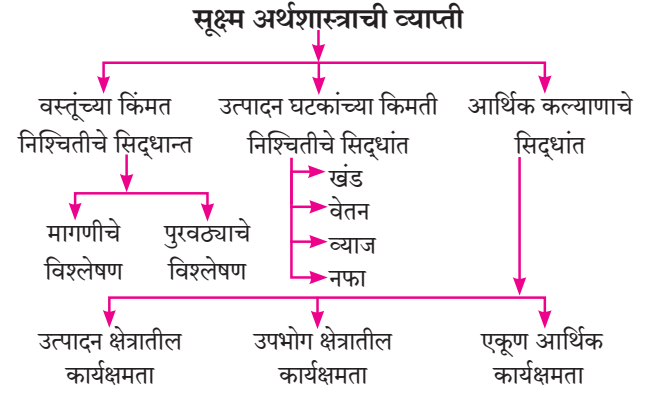 सूक्ष्म अर्थशास्त्राची व्याप्ती
वस्तूंच्या किंमत
निश्चितीचे सिद्धान्त
उत्पादन घटकांच्या किमती
निश्चितीचे सिद्धांत
आर्थिक कल्याणाचे
सिद्धांत
मागणीचे
विश्लेषण
पुरवठ्याचे
विश्लेषण
खंड
वेतन
व्याज
नफा
उत्पादन क्षेत्रातील
कार्यक्षमता
उपभोग क्षेत्रातील
कार्यक्षमता
एकूण आर्थिक
कार्यक्षमता